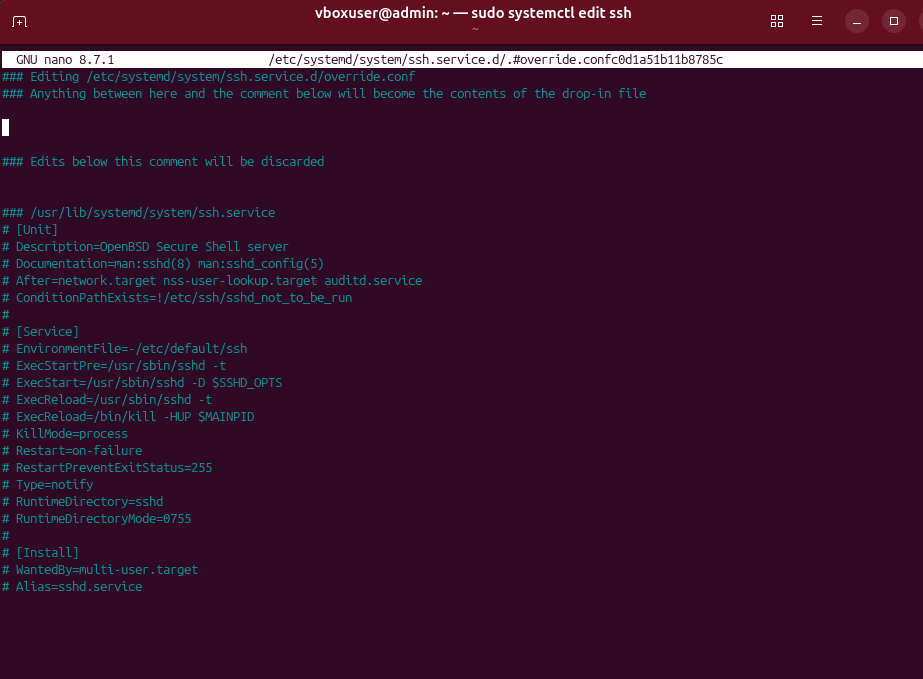 vboxuser@admin: ~ — sudo systemctl edit ssh
~
GNU nano 8.7.1 /etc/systemd/system/ssh.service.d/.#override.confc0d1a51b11b8785c
### Editing /etc/systemd/system/ssh.service.d/override.conf
### Anything between here and the comment below will become the contents of the drop-in file
### Edits below this comment will be discarded
### /usr/lib/systemd/system/ssh.service
# [Unit]
# Description=OpenBSD Secure Shell server
# Documentation=man:sshd(8) man:sshd_config(5)
# After=network.target nss-user-lookup.target auditd.service
# ConditionPathExists=!/etc/ssh/sshd_not_to_be_run
#
# [Service]
# EnvironmentFile=-/etc/default/ssh
# ExecStartPre=/usr/sbin/sshd -t
# ExecStart=/usr/sbin/sshd -D $SSHD_OPTS
# ExecReload=/usr/sbin/sshd -t
# ExecReload=/bin/kill -HUP $MAINPID
# KillMode=process
# Restart=on-failure
# RestartPreventExitStatus=255
# Type=notify
# RuntimeDirectory=sshd
# RuntimeDirectoryMode=0755
#
# [Install]
# WantedBy=multi-user.target
# Alias=sshd.service